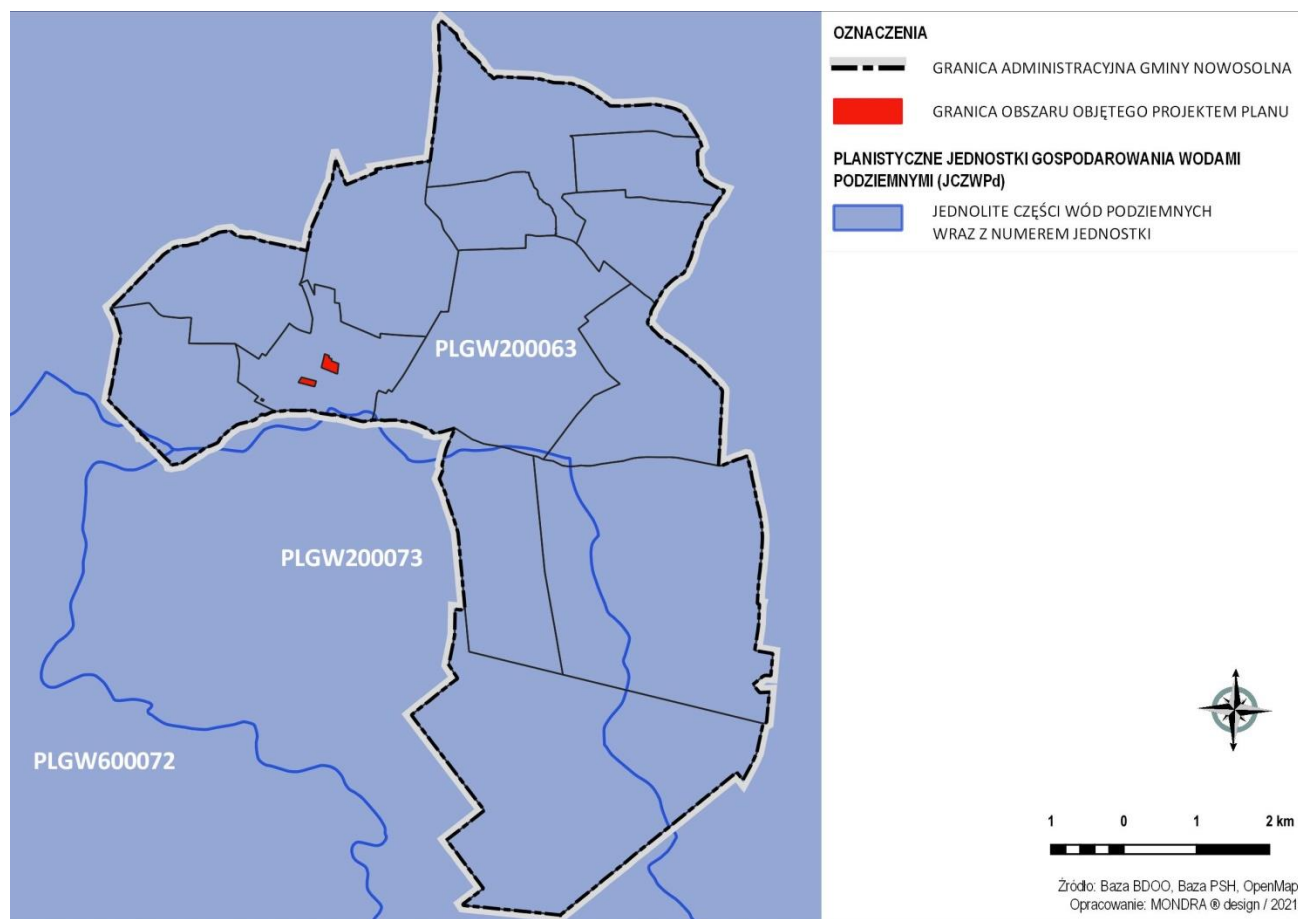 OZNACZENIA
GRANICA ADMINISTRACYJNA GMINY NOWOSOLNA
GRANICA OBSZARU OBJĘTEGO PROJEKTEM PLANU
PLANISTYCZNE JEDNOSTKI GOSPODAROWANIA WODAMI
PODZIEMNYMI (JCZWPd)
JEDNOLITE CZĘŚCI WÓD PODZIEMNYCH
WRAZ Z NUMEREM JEDNOSTKI
PLGW200063
PLGW200073
PLGW600072
1 0 1 2 km
Źródło: Baza BDOO, Baza PSH, OpenMap
Opracowanie: MONDRA ® design / 2021